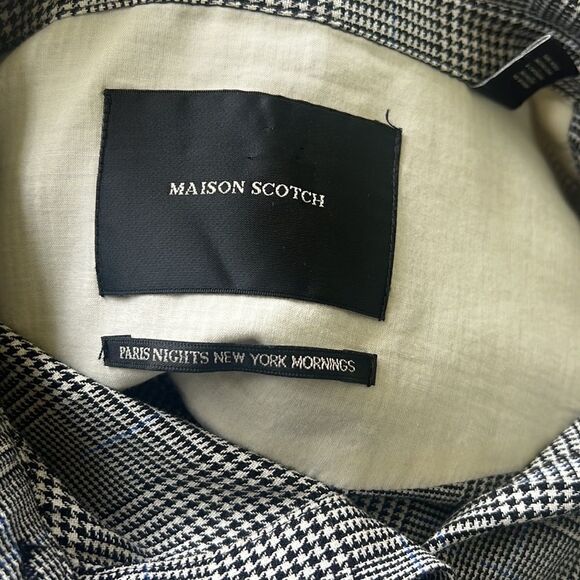 MAISON SCOTCH
PARIS NIGHTS NEW YORK MORNINGS